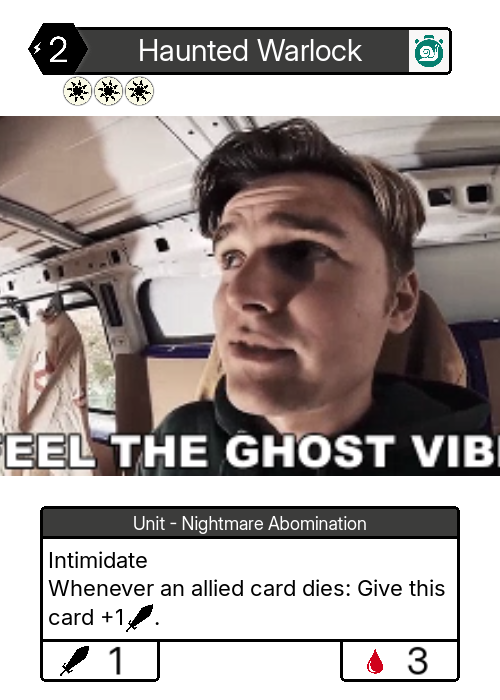 2
Haunted Warlock
EEL THE GHOST VIB
Unit - Nightmare Abomination
Intimidate
Whenever an allied card dies: Give this
card +1.
1
3